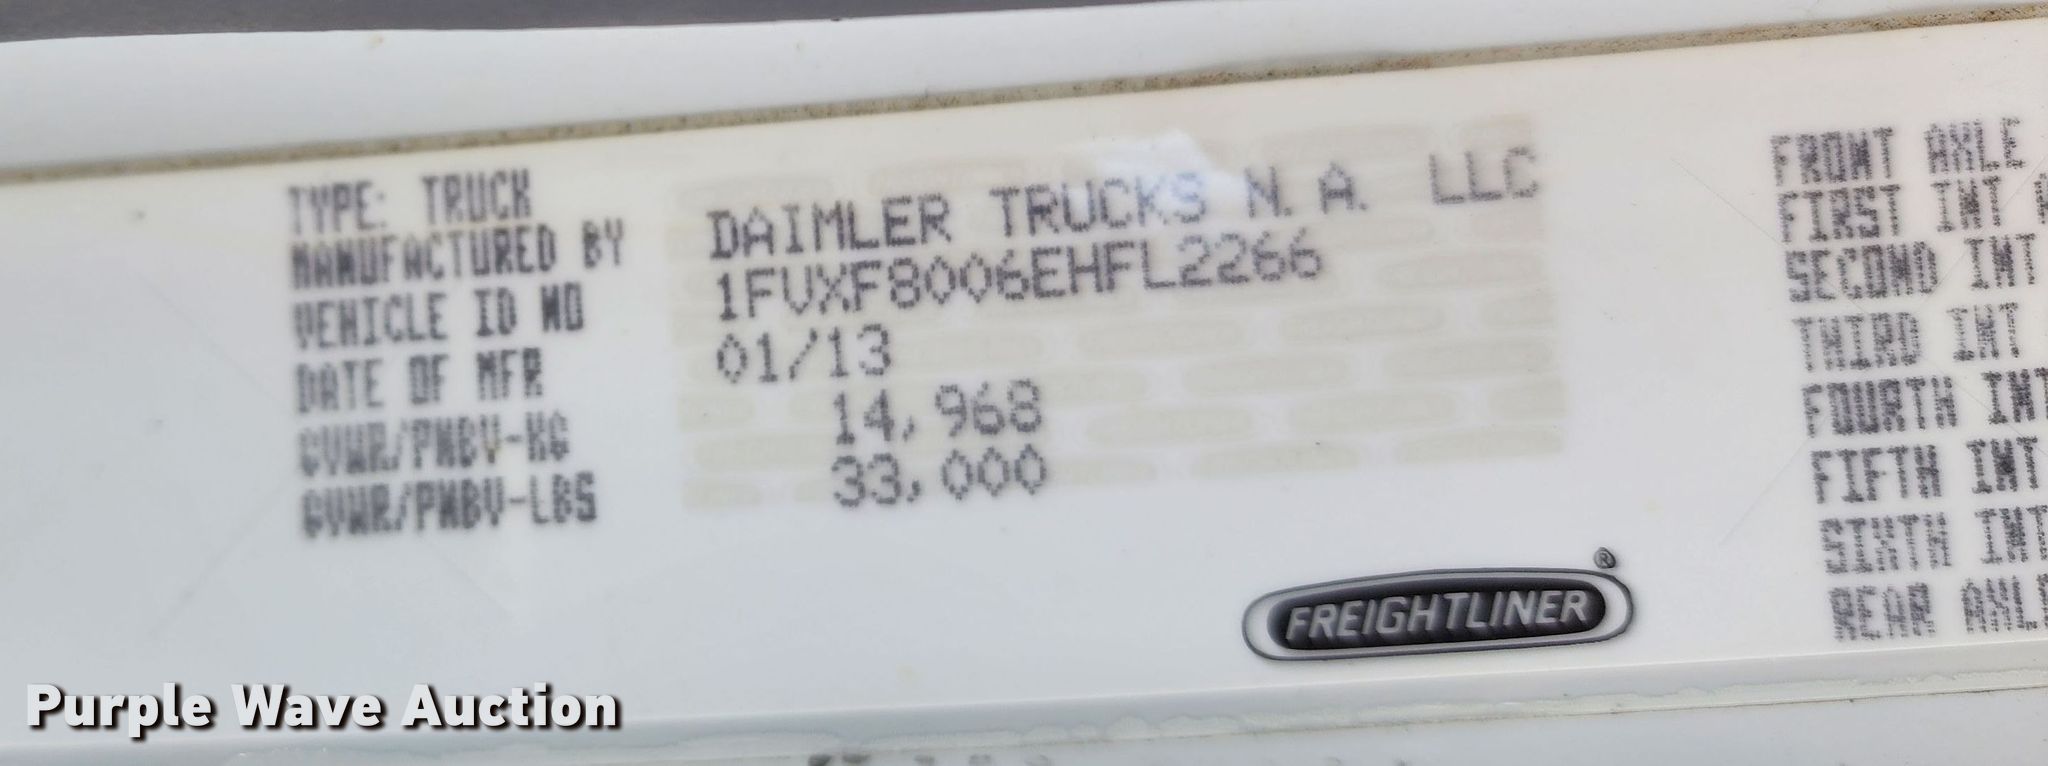 TYPE: TRUCK
MANUFACTURED BY DAIMLER TRUCKS N.A. LLC
VEHICLE ID NO 1FVXF8006EHFL2266
DATE OF MFR 01/13
GVWR/PNBV-KG 14,968
GVWR/PNBV-LBS 33,000
FREIGHTLINER®
FRONT AXLE
FIRST INT
SECOND INT
THIRD INT
FOURTH INT
FIFTH INT
SIXTH INT
REAR AXLE
Purple Wave Auction